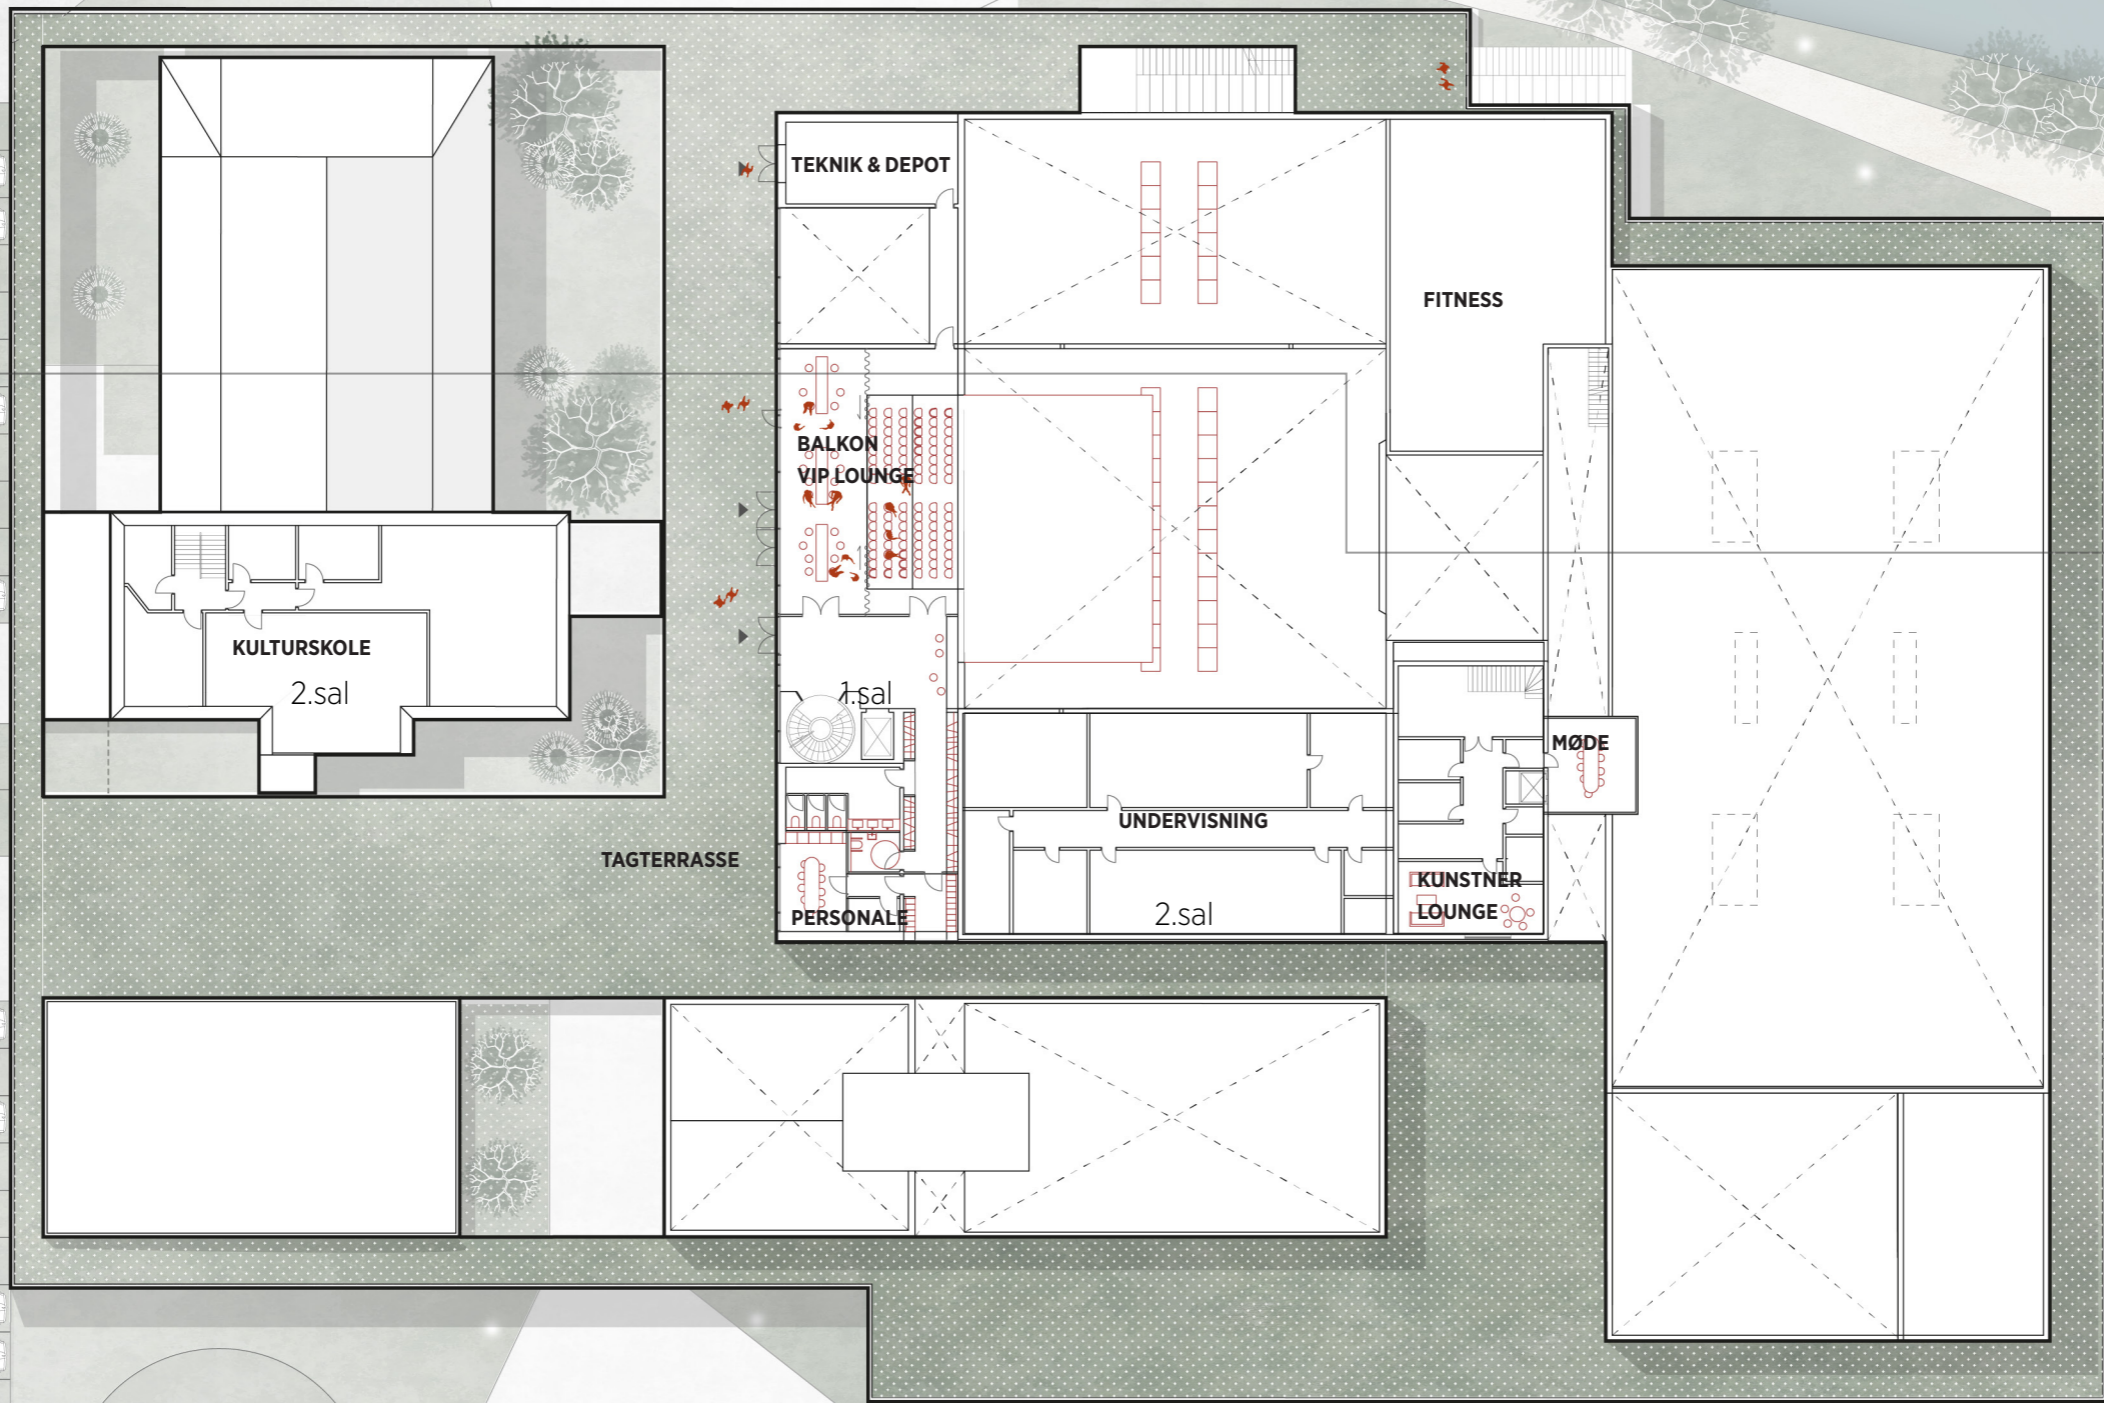 TEKNIK & DEPOT
FITNESS
BALKON
VIP LOUNGE
KULTURSKOLE
2.sal
1.sal
MØDE
UNDERVISNING
TAGTERRASSE
KUNSTNER
LOUNGE
PERSONALE
2.sal